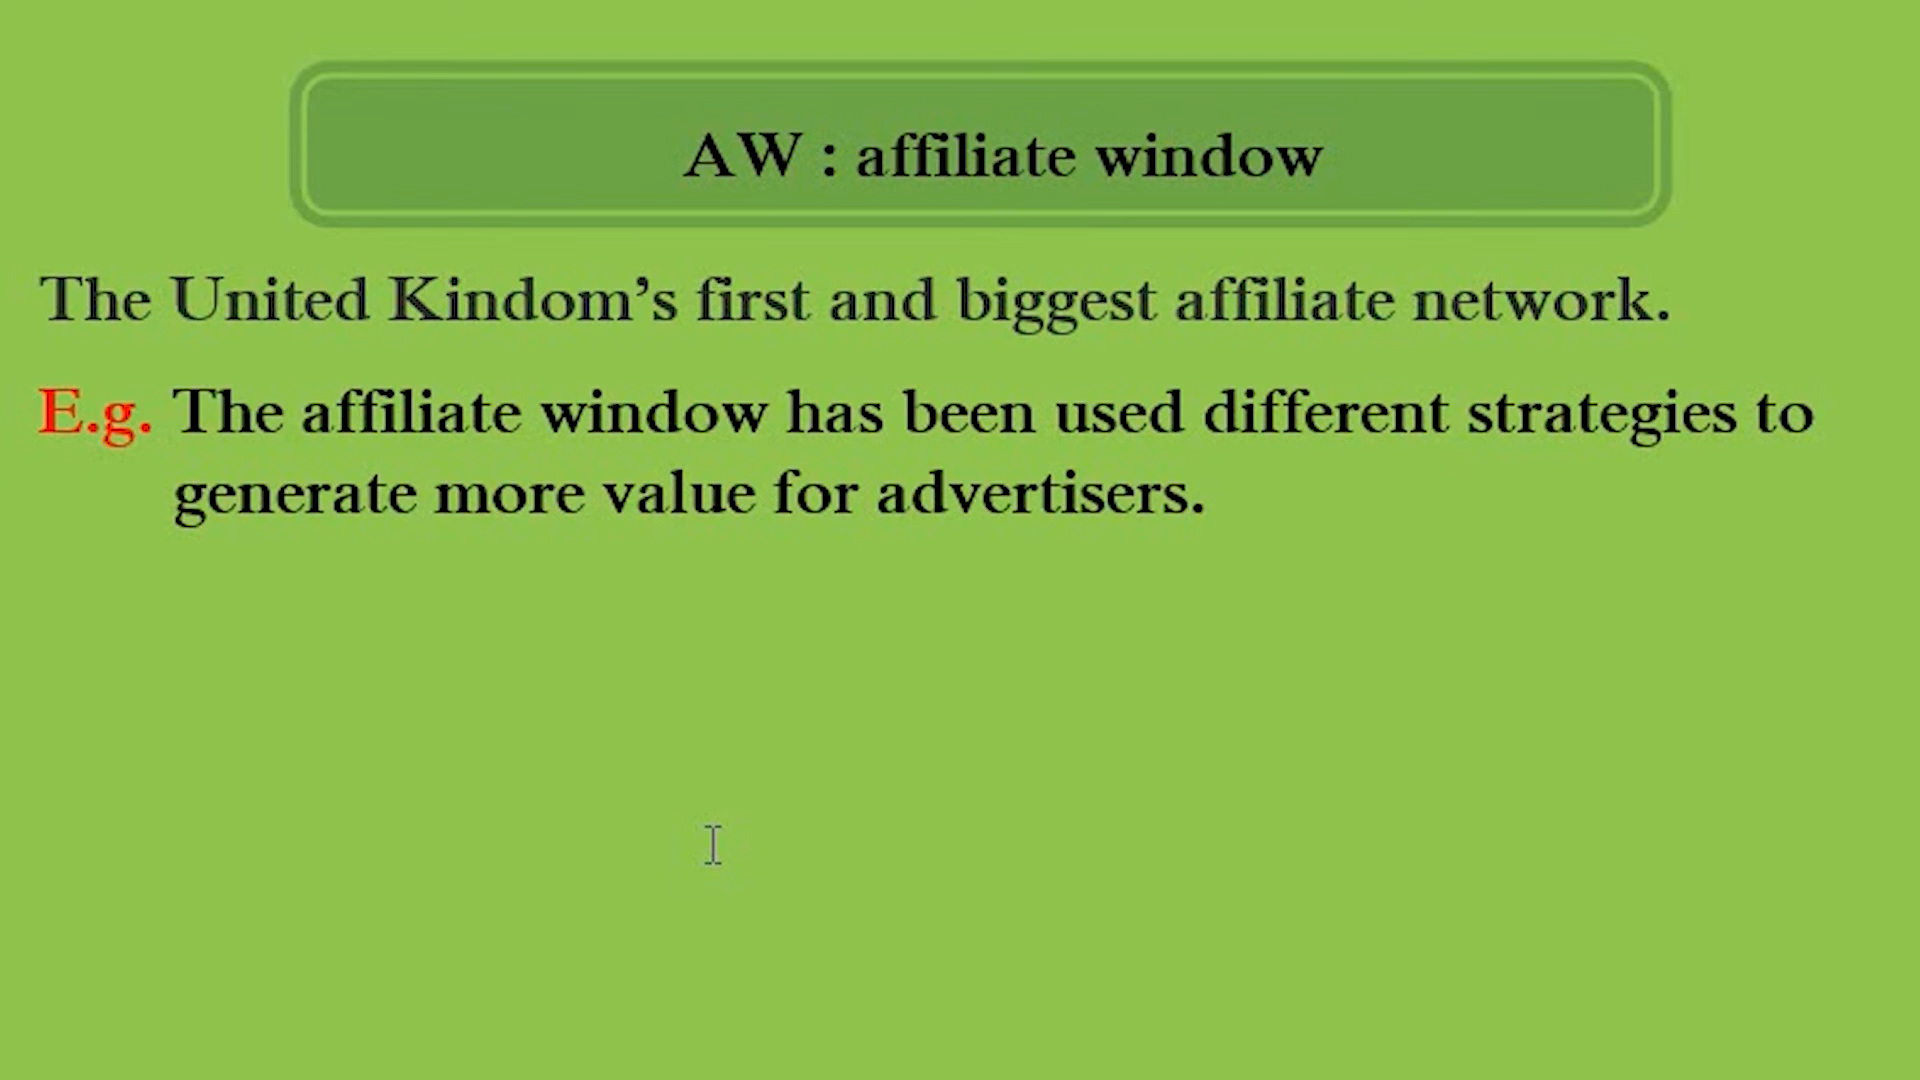 AW : affiliate window
The United Kindom’s first and biggest affiliate network.
E.g. The affiliate window has been used different strategies to
generate more value for advertisers.